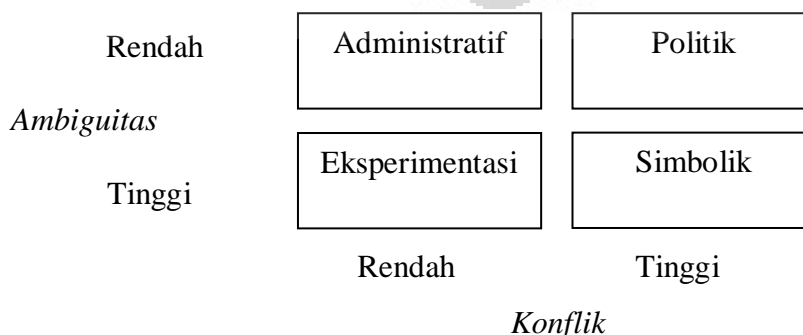 Rendah Administratif Politik
Ambiguitas
Tinggi Eksperimentasi Simbolik
Rendah Tinggi
Konflik